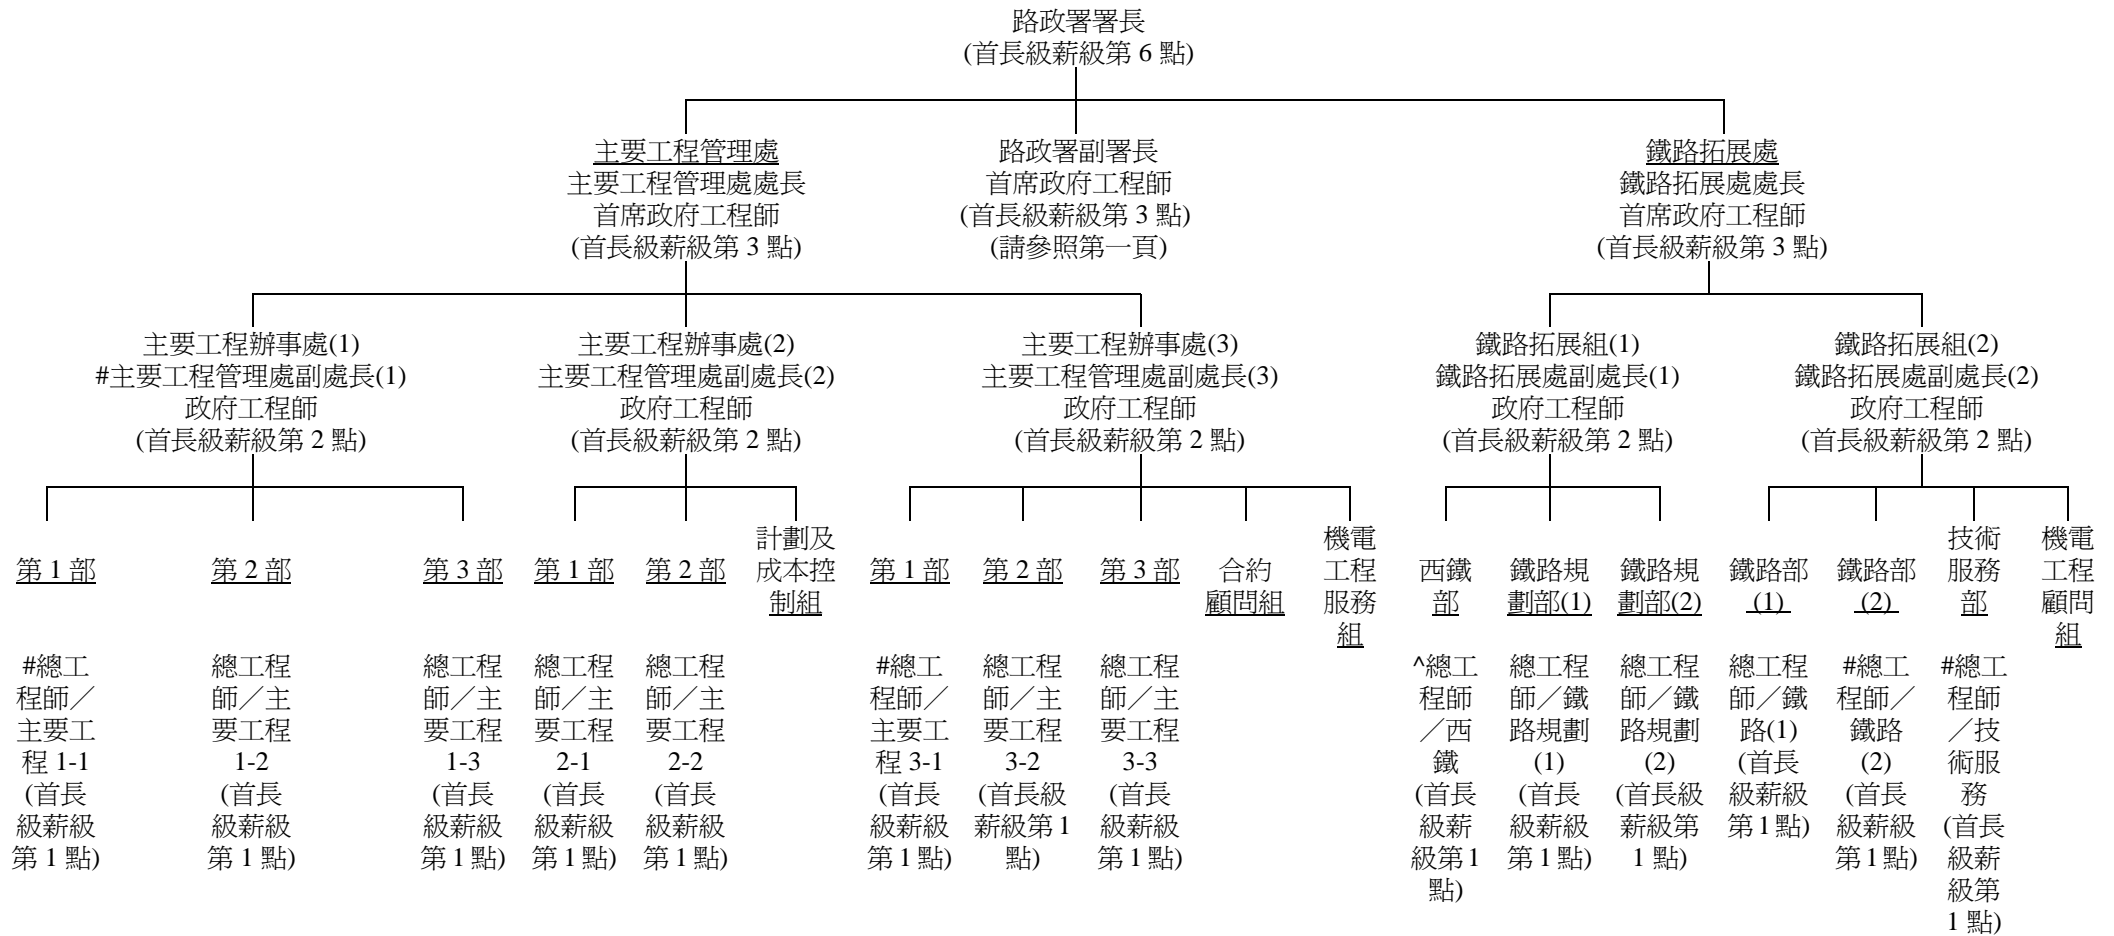 路政署署長
(首長級薪級第 6 點)
主要工程管理處
主要工程管理處處長
首席政府工程師
(首長級薪級第 3 點)
路政署副署長
首席政府工程師
(首長級薪級第 3 點)
(請參照第一頁)
鐵路拓展處
鐵路拓展處處長
首席政府工程師
(首長級薪級第 3 點)
主要工程辦事處(1)
#主要工程管理處副處長(1)
政府工程師
(首長級薪級第 2 點)
主要工程辦事處(2)
主要工程管理處副處長(2)
政府工程師
(首長級薪級第 2 點)
主要工程辦事處(3)
主要工程管理處副處長(3)
政府工程師
(首長級薪級第 2 點)
鐵路拓展組(1)
鐵路拓展處副處長(1)
政府工程師
(首長級薪級第 2 點)
鐵路拓展組(2)
鐵路拓展處副處長(2)
政府工程師
(首長級薪級第 2 點)
第 1 部
#總工
程師／
主要工
程 1-1
(首長
級薪級
第 1 點)
第 2 部
總工程
師／主
要工程
1-2
(首長
級薪級
第 1 點)
第 3 部
總工程
師／主
要工程
1-3
(首長
級薪級
第 1 點)
第 1 部
總工程
師／主
要工程
2-1
(首長
級薪級
第 1 點)
第 2 部
總工程
師／主
要工程
2-2
(首長
級薪級
第 1 點)
計劃及
成本控
制組
第 1 部
#總工
程師／
主要工
程 3-1
(首長
級薪級
第 1 點)
第 2 部
總工程
師／主
要工程
3-2
(首長級
薪級第 1
點)
第 3 部
總工程
師／主
要工程
3-3
(首長
級薪級
第 1 點)
合約
顧問組
機電
工程
服務
組
西鐵
部
^總工
程師
／西
鐵
(首長
級薪
級第 1
點)
鐵路規
劃部(1)
總工程
師／鐵
路規劃
(1)
(首長
級薪級
第 1 點)
鐵路規
劃部(2)
總工程
師／鐵
路規劃
(2)
(首長級
薪級第
1 點)
鐵路部
(1)
總工程
師／鐵
路(1)
(首長
級薪級
第 1 點)
鐵路部
(2)
#總工
程師／
鐵路
(2)
(首長
級薪級
第 1 點)
技術
服務
部
#總工
程師
／技
術服
務
(首長
級薪
級第
1 點)
機電
工程
顧問
組